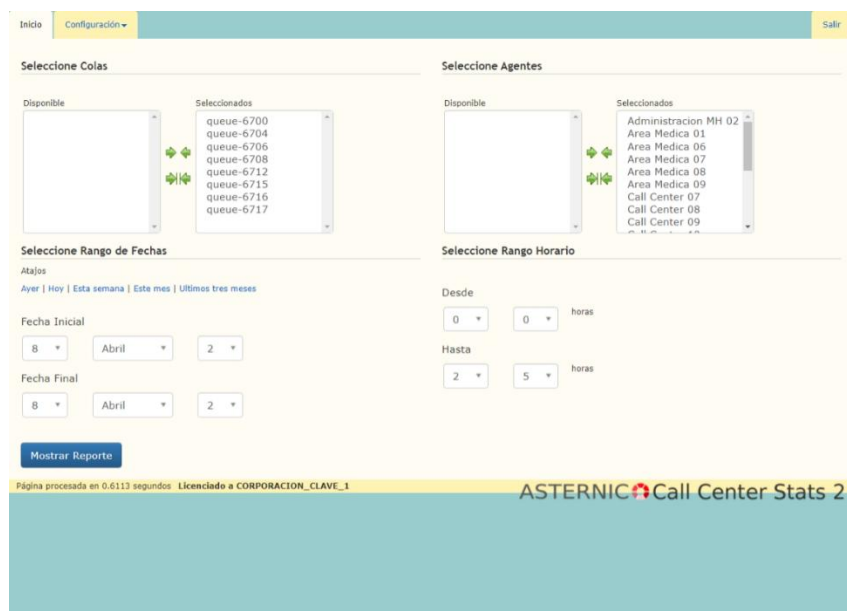 Inicio
Configuración
Salir
Seleccione Colas
Disponible
Seleccionados
queue-6700
queue-6704
queue-6706
queue-6708
queue-6712
queue-6715
queue-6716
queue-6717
Seleccione Agentes
Disponible
Seleccionados
Administracion MH 02
Area Medica 01
Area Medica 06
Area Medica 07
Area Medica 08
Area Medica 09
Call Center 07
Call Center 08
Call Center 09
Seleccione Rango de Fechas
Atajos
Ayer | Hoy | Esta semana | Este mes | Ultimos tres meses
Fecha Inicial
8 Abril 2
Fecha Final
8 Abril 2
Seleccione Rango Horario
Desde
0 0 horas
Hasta
2 5 horas
Mostrar Reporte
Página procesada en 0.6113 segundos Licenciado a CORPORACION_CLAVE_1
ASTERNIC Call Center Stats 2